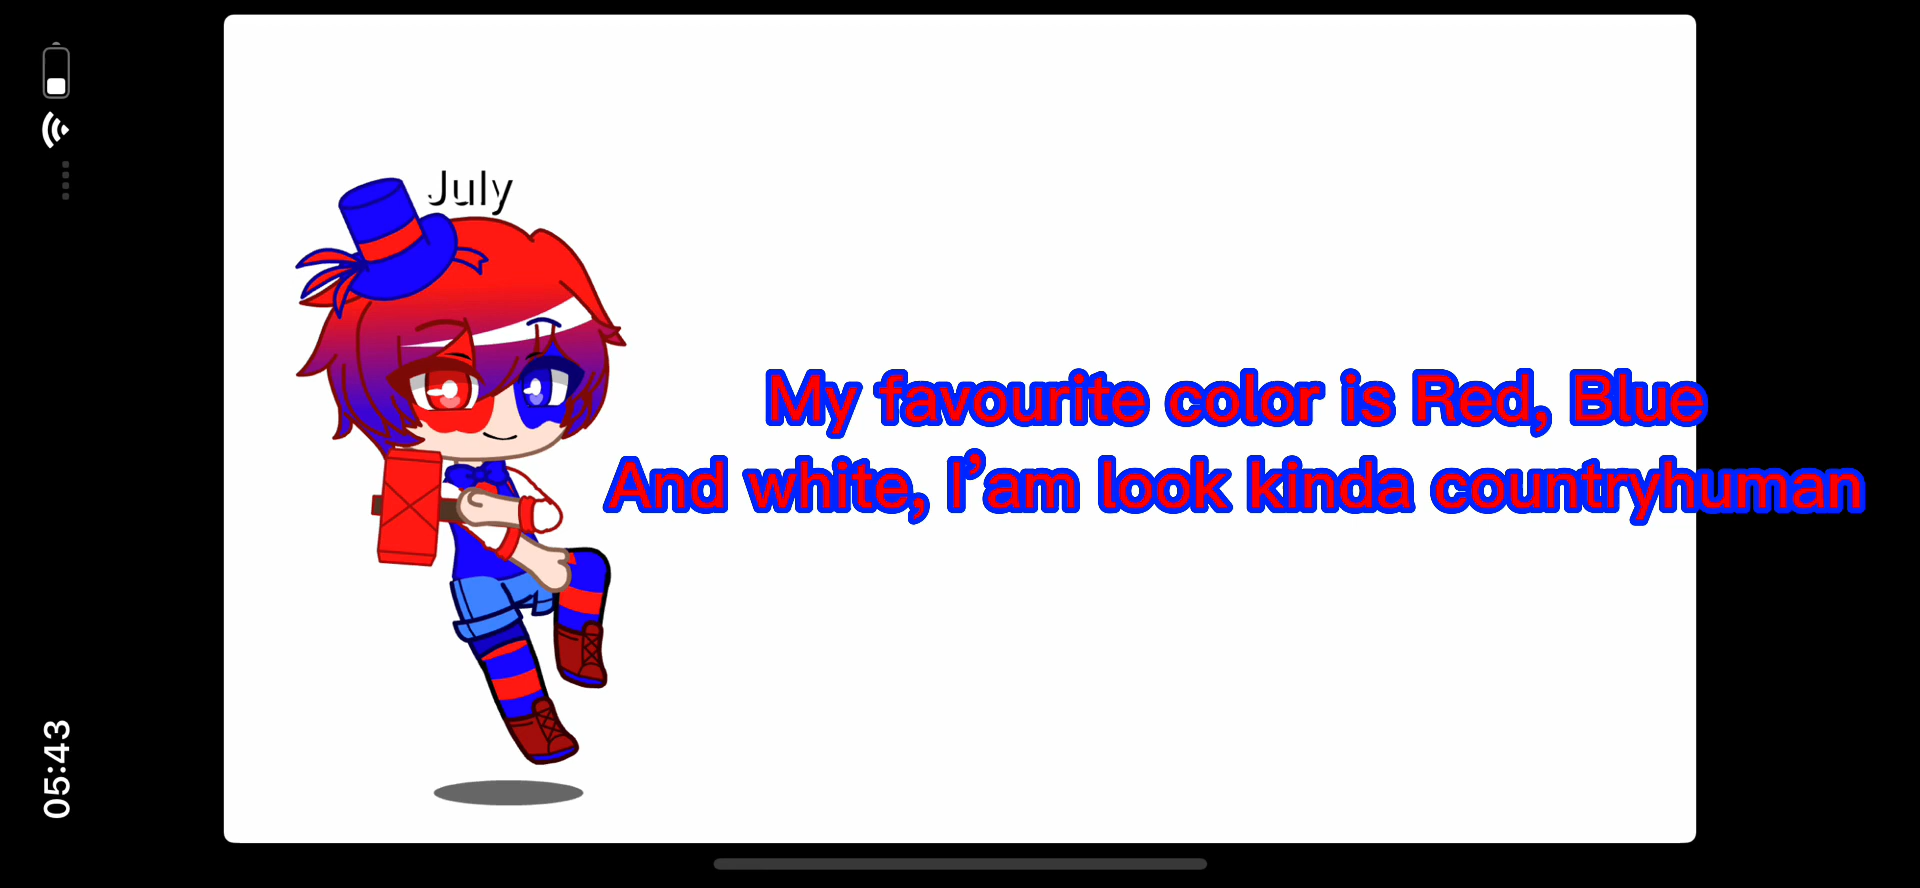 05:43
July
My favourite color is Red, Blue
And white, I’am look kinda countryhuman